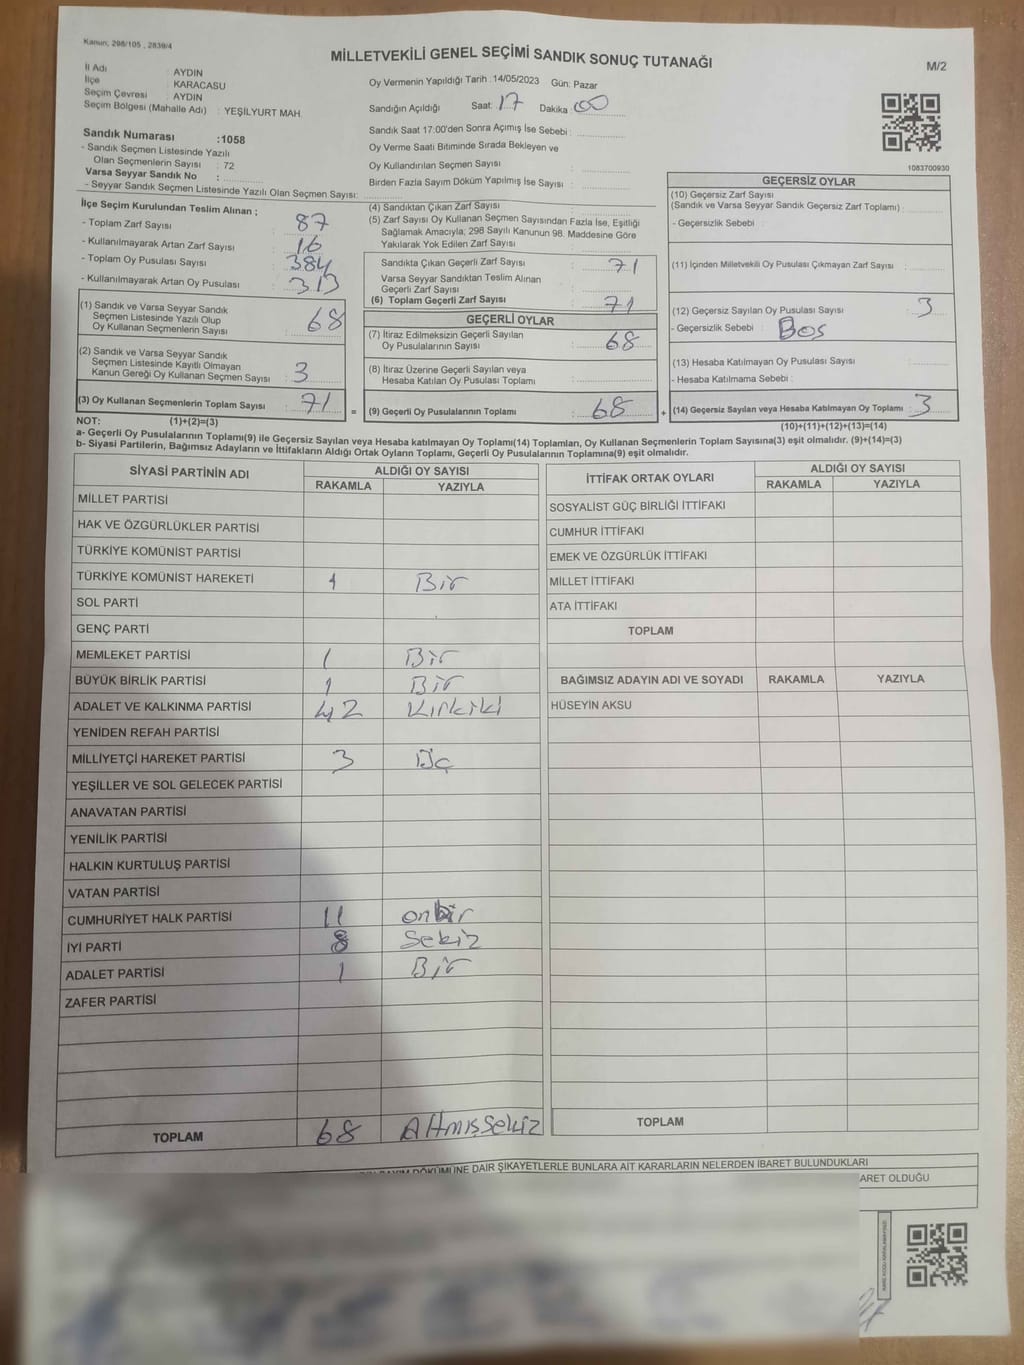 Kanun, 298/105 , 2839/4
MİLLETVEKİLİ GENEL SEÇİMİ SANDIK SONUÇ TUTANAĞI
M/2
İl Adı : AYDIN
İlçe : KARACASU
Seçim Çevresi : AYDIN
Seçim Bölgesi (Mahalle Adı) : YEŞİLYURT MAH.
Oy Vermenin Yapıldığı Tarih : 14/05/2023 Gün: Pazar
Sandığın Açıldığı Saat: 17 Dakika : 00
Sandık Saat 17:00'den Sonra Açımış İse Sebebi :
Oy Verme Saati Bitiminde Sırada Bekleyen ve
Oy Kullandırılan Seçmen Sayısı :
Birden Fazla Sayım Döküm Yapılmış İse Sayısı :
1083700930
Sandık Numarası :1058
- Sandık Seçmen Listesinde Yazılı
Olan Seçmenlerin Sayısı : 72
Varsa Seyyar Sandık No :
- Seyyar Sandık Seçmen Listesinde Yazılı Olan Seçmen Sayısı:
İlçe Seçim Kurulundan Teslim Alınan ;
- Toplam Zarf Sayısı : 87
- Kullanılmayarak Artan Zarf Sayısı : 16
- Toplam Oy Pusulası Sayısı : 384
- Kullanılmayarak Artan Oy Pusulası : 313
(1) Sandık ve Varsa Seyyar Sandık
Seçmen Listesinde Yazılı Olup
Oy Kullanan Seçmenlerin Sayısı : 68
(2) Sandık ve Varsa Seyyar Sandık
Seçmen Listesinde Kayıtlı Olmayan
Kanun Gereği Oy Kullanan Seçmen Sayısı : 3
(3) Oy Kullanan Seçmenlerin Toplam Sayısı : 71 =
(4) Sandıktan Çıkan Zarf Sayısı :
(5) Zarf Sayısı Oy Kullanan Seçmen Sayısından Fazla İse, Eşitliği
Sağlamak Amacıyla; 298 Sayılı Kanunun 98. Maddesine Göre
Yakılarak Yok Edilen Zarf Sayısı :
Sandıkta Çıkan Geçerli Zarf Sayısı : 71
Varsa Seyyar Sandıktan Teslim Alınan
Geçerli Zarf Sayısı :
(6) Toplam Geçerli Zarf Sayısı : 71
GEÇERLİ OYLAR
(7) İtiraz Edilmeksizin Geçerli Sayılan
Oy Pusulalarının Sayısı : 68
(8) İtiraz Üzerine Geçerli Sayılan veya
Hesaba Katılan Oy Pusulası Toplamı :
(9) Geçerli Oy Pusulalarının Toplamı : 68 +
GEÇERSİZ OYLAR
(10) Geçersiz Zarf Sayısı
(Sandık ve Varsa Seyyar Sandık Geçersiz Zarf Toplamı) :
- Geçersizlik Sebebi :
(11) İçinden Milletvekili Oy Pusulası Çıkmayan Zarf Sayısı :
(12) Geçersiz Sayılan Oy Pusulası Sayısı : 3
- Geçersizlik Sebebi : Boş
(13) Hesaba Katılmayan Oy Pusulası Sayısı :
- Hesaba Katılmama Sebebi :
(14) Geçersiz Sayılan veya Hesaba Katılmayan Oy Toplamı : 3
NOT: (1)+(2)=(3)
(10)+(11)+(12)+(13)=(14)
a- Geçerli Oy Pusulalarının Toplamı(9) ile Geçersiz Sayılan veya Hesaba katılmayan Oy Toplamı(14) Toplamları, Oy Kullanan Seçmenlerin Toplam Sayısına(3) eşit olmalıdır. (9)+(14)=(3)
b- Siyasi Partilerin, Bağımsız Adayların ve İttifakların Aldığı Ortak Oyların Toplamı, Geçerli Oy Pusulalarının Toplamına(9) eşit olmalıdır.
SİYASİ PARTİNİN ADI ALDIĞI OY SAYISI
RAKAMLA YAZIYLA
MİLLET PARTİSİ
HAK VE ÖZGÜRLÜKLER PARTİSİ
TÜRKİYE KOMÜNİST PARTİSİ
TÜRKİYE KOMÜNİST HAREKETİ 1 Bir
SOL PARTİ
GENÇ PARTİ
MEMLEKET PARTİSİ 1 Bir
BÜYÜK BİRLİK PARTİSİ 1 Bir
ADALET VE KALKINMA PARTİSİ 42 Kırkiki
YENİDEN REFAH PARTİSİ
MİLLİYETÇİ HAREKET PARTİSİ 3 Üç
YEŞİLLER VE SOL GELECEK PARTİSİ
ANAVATAN PARTİSİ
YENİLİK PARTİSİ
HALKIN KURTULUŞ PARTİSİ
VATAN PARTİSİ
CUMHURİYET HALK PARTİSİ 11 onbir
İYİ PARTİ 8 Sekiz
ADALET PARTİSİ 1 Bir
ZAFER PARTİSİ
TOPLAM 68 Altmışsekiz
İTTİFAK ORTAK OYLARI ALDIĞI OY SAYISI
RAKAMLA YAZIYLA
SOSYALİST GÜÇ BİRLİĞİ İTTİFAKI
CUMHUR İTTİFAKI
EMEK VE ÖZGÜRLÜK İTTİFAKI
MİLLET İTTİFAKI
ATA İTTİFAKI
TOPLAM
BAĞIMSIZ ADAYIN ADI VE SOYADI RAKAMLA YAZIYLA
HÜSEYİN AKSU
TOPLAM
DÖKÜMÜNE DAİR ŞİKAYETLERLE BUNLARA AİT KARARLARIN NELERDEN İBARET BULUNDUKLARI
ARET OLDUĞU